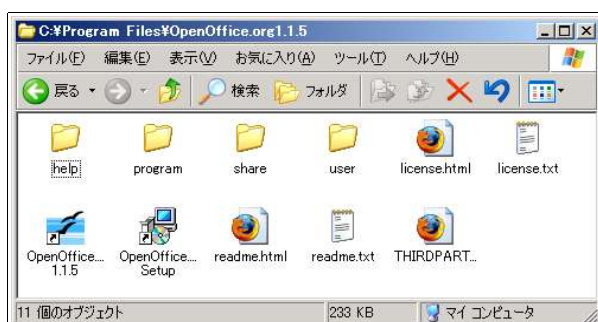 C:¥Program Files¥OpenOffice.org1.1.5
ファイル(F) 編集(E) 表示(V) お気に入り(A) ツール(T) ヘルプ(H)
戻る 検索 フォルダ
help program share user license.html license.txt
OpenOffice.... 1.1.5 OpenOffice.... Setup readme.html readme.txt THIRDPART...
11 個のオブジェクト 233 KB マイ コンピュータ